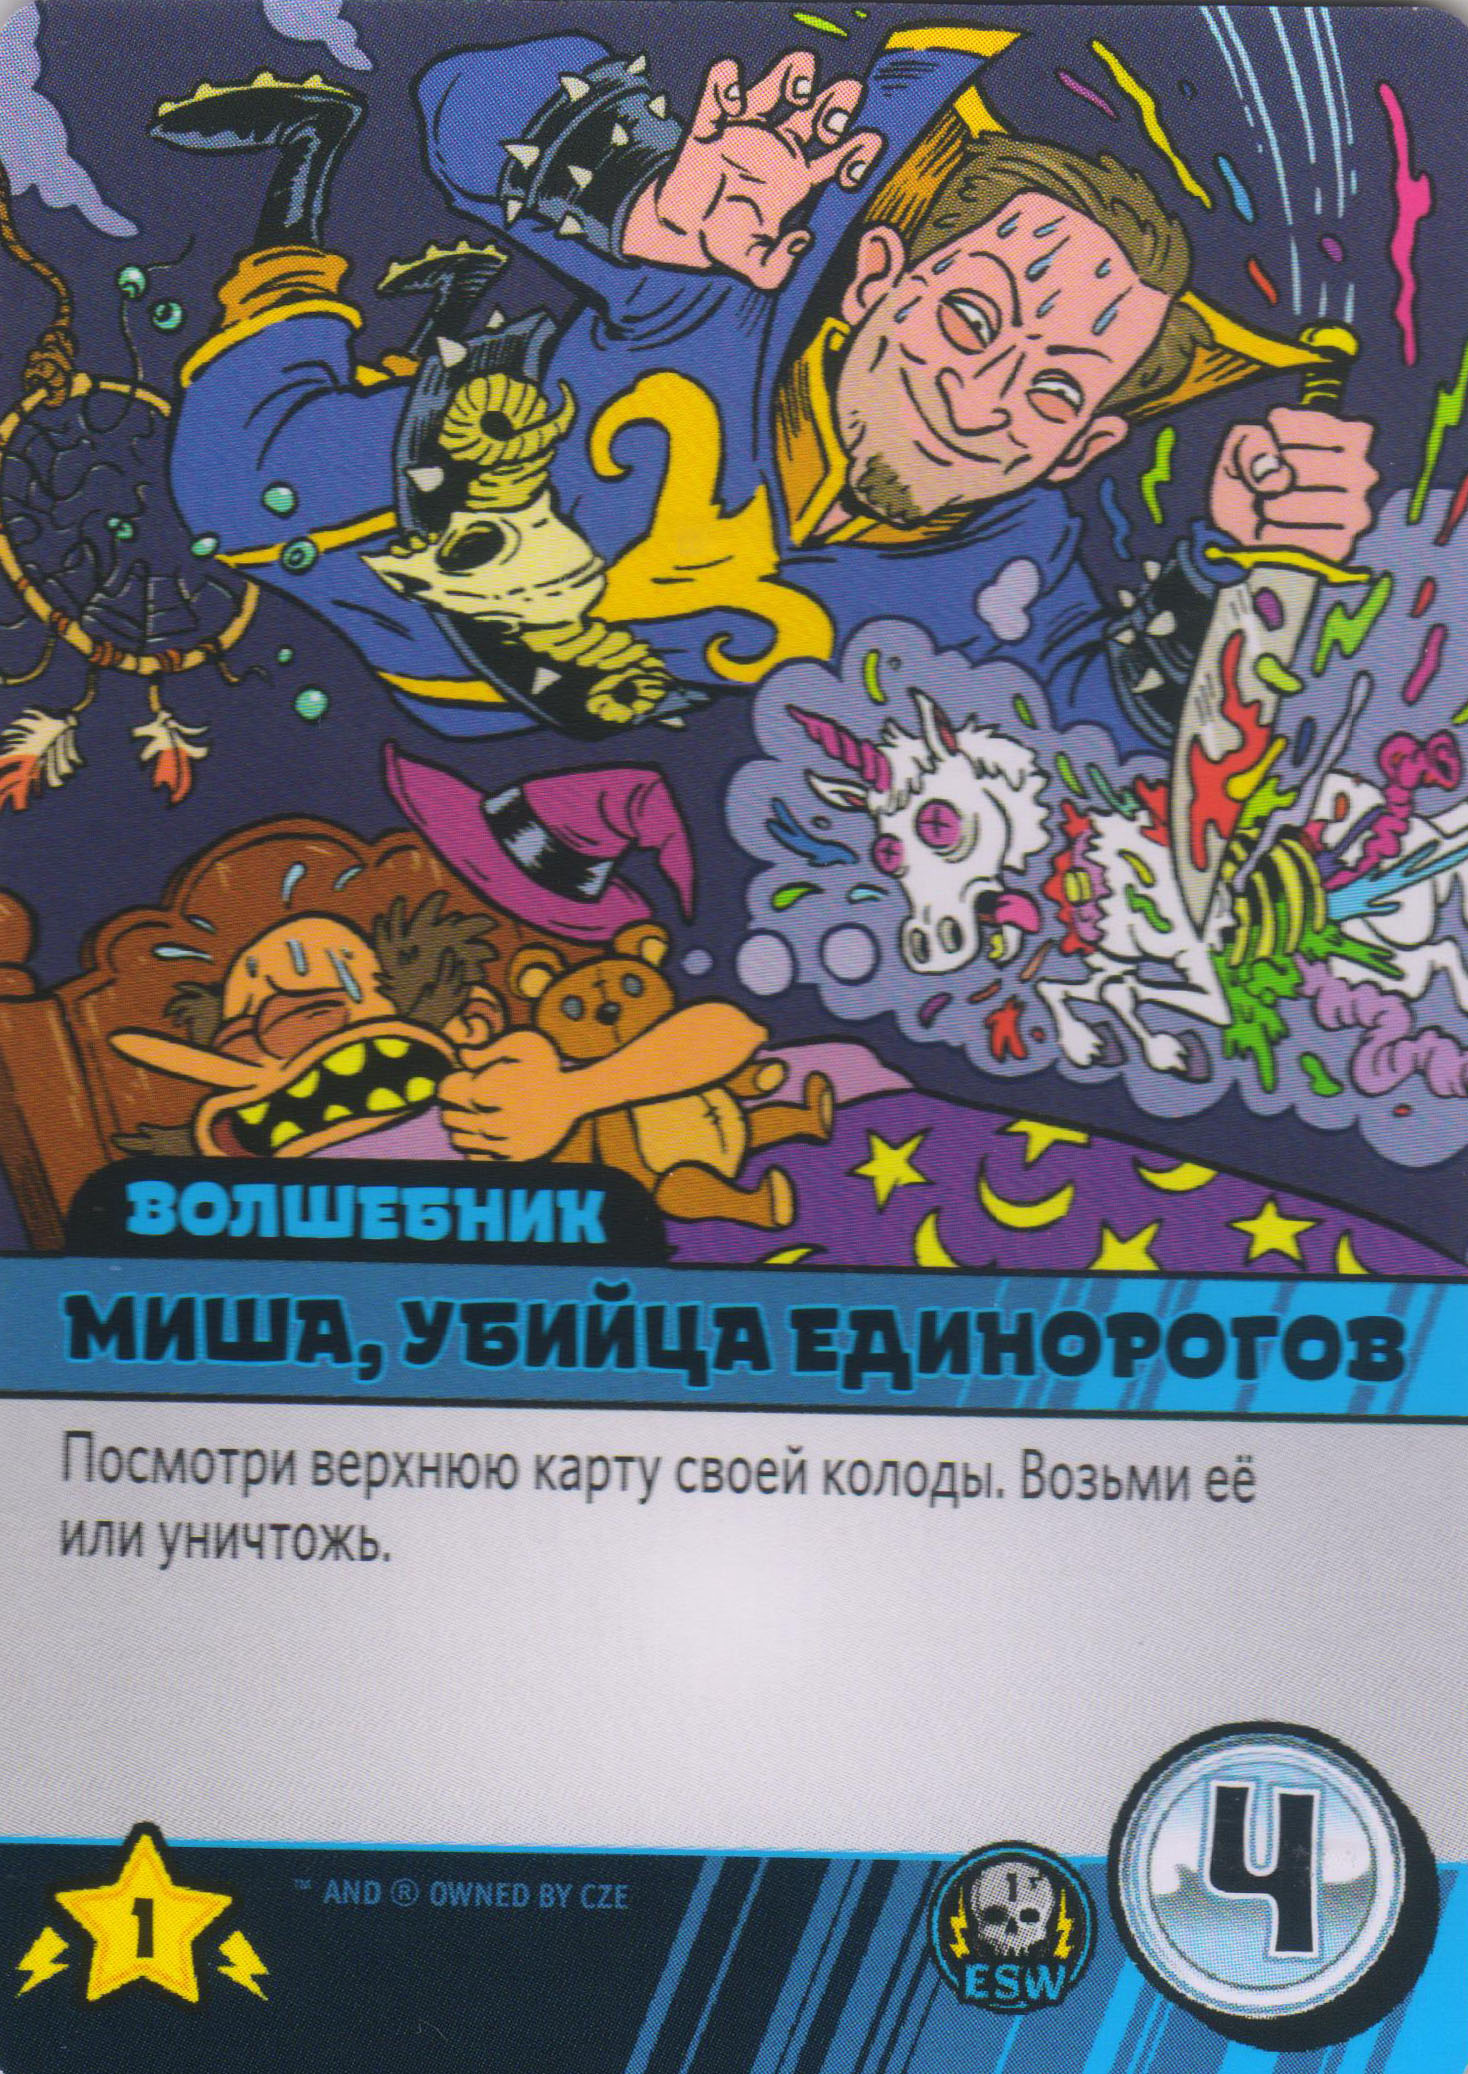 ВОЛШЕБНИК
МИША, УБИЙЦА ЕДИНОРОГОВ
Посмотри верхнюю карту своей колоды. Возьми её
или уничтожь.
1
™ AND ® OWNED BY CZE
ESW
4